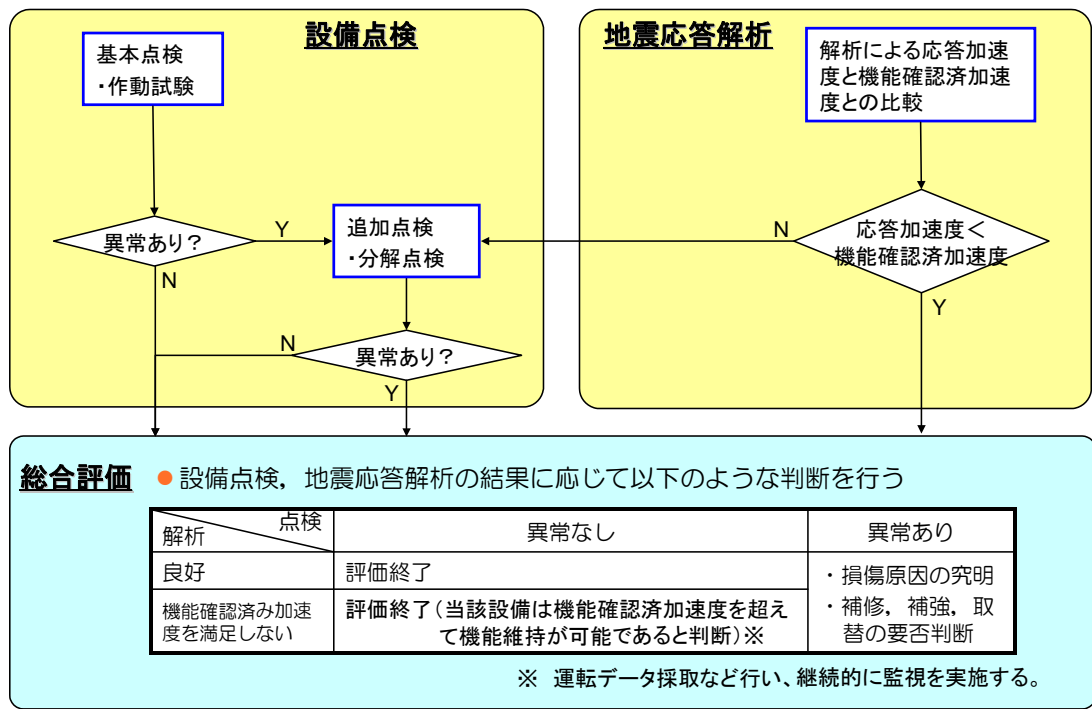 設備点検
基本点検
・作動試験
異常あり？
Y
N
追加点検
・分解点検
異常あり？
N
Y
地震応答解析
解析による応答加速
度と機能確認済加速
度との比較
応答加速度＜
機能確認済加速度
N
Y
総合評価
●設備点検，地震応答解析の結果に応じて以下のような判断を行う
点検
解析
異常なし
異常あり
良好
評価終了
・損傷原因の究明
・補修，補強，取
替の要否判断
機能確認済み加速
度を満足しない
評価終了（当該設備は機能確認済加速度を超え
て機能維持が可能であると判断）※
※ 運転データ採取など行い、継続的に監視を実施する。